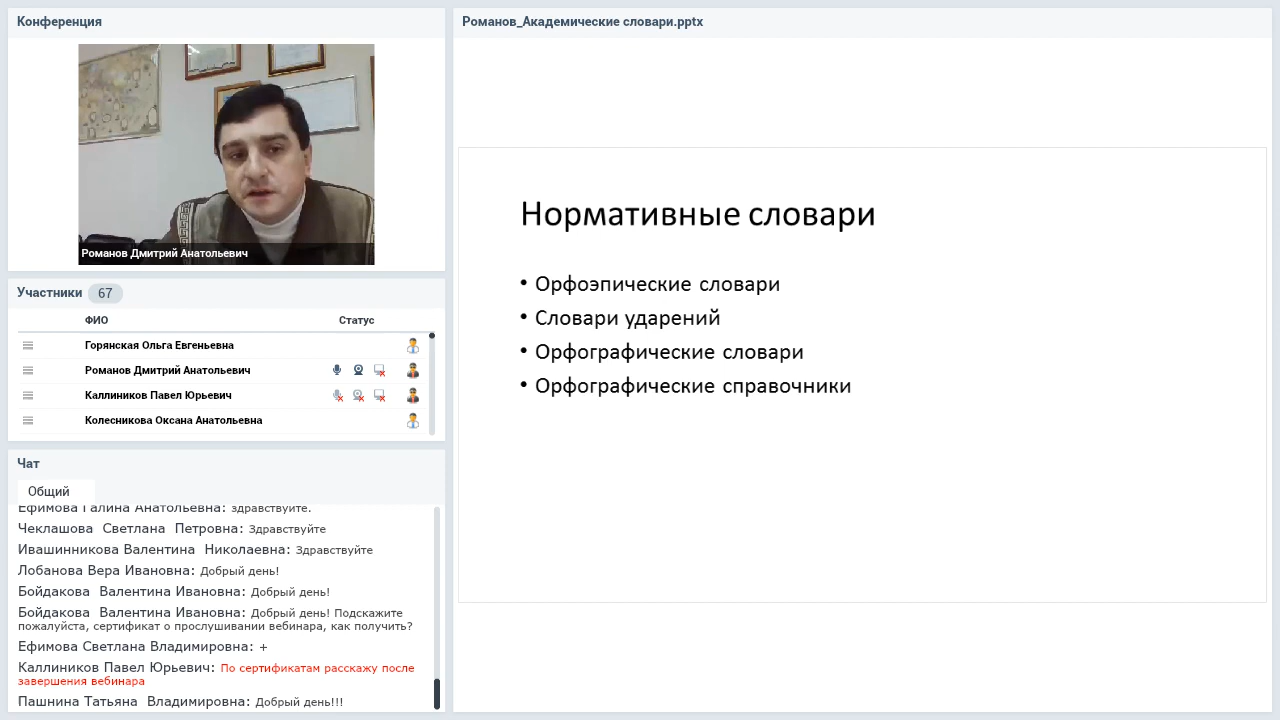 Конференция
Романов Дмитрий Анатольевич
Участники 67
ФИО Статус
Горянская Ольга Евгеньевна
Романов Дмитрий Анатольевич
Каллиников Павел Юрьевич
Колесникова Оксана Анатольевна
Чат
Общий
Ефимова Галина Анатольевна: здравствуйте.
Чеклашова Светлана Петровна: Здравствуйте
Ивашинникова Валентина Николаевна: Здравствуйте
Лобанова Вера Ивановна: Добрый день!
Бойдакова Валентина Ивановна: Добрый день!
Бойдакова Валентина Ивановна: Добрый день! Подскажите
пожалуйста, сертификат о прослушивании вебинара, как получить?
Ефимова Светлана Владимировна: +
Каллиников Павел Юрьевич: По сертификатам расскажу после
завершения вебинара
Пашнина Татьяна Владимировна: Добрый день!!!
Романов_Академические словари.pptx
Нормативные словари
• Орфоэпические словари
• Словари ударений
• Орфографические словари
• Орфографические справочники